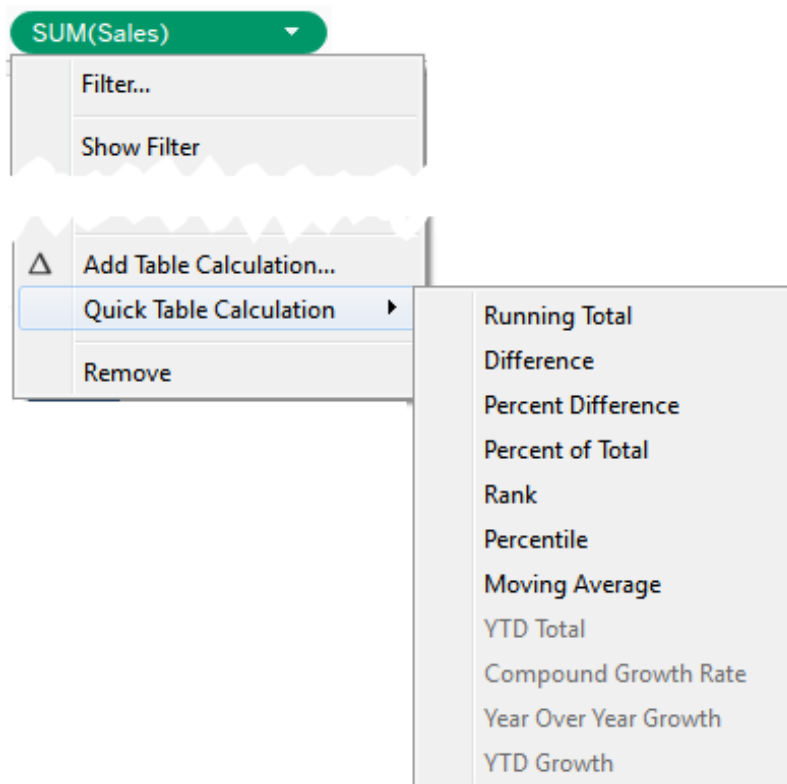 SUM(Sales)
Filter...
Show Filter
Add Table Calculation...
Quick Table Calculation
Remove
Running Total
Difference
Percent Difference
Percent of Total
Rank
Percentile
Moving Average
YTD Total
Compound Growth Rate
Year Over Year Growth
YTD Growth